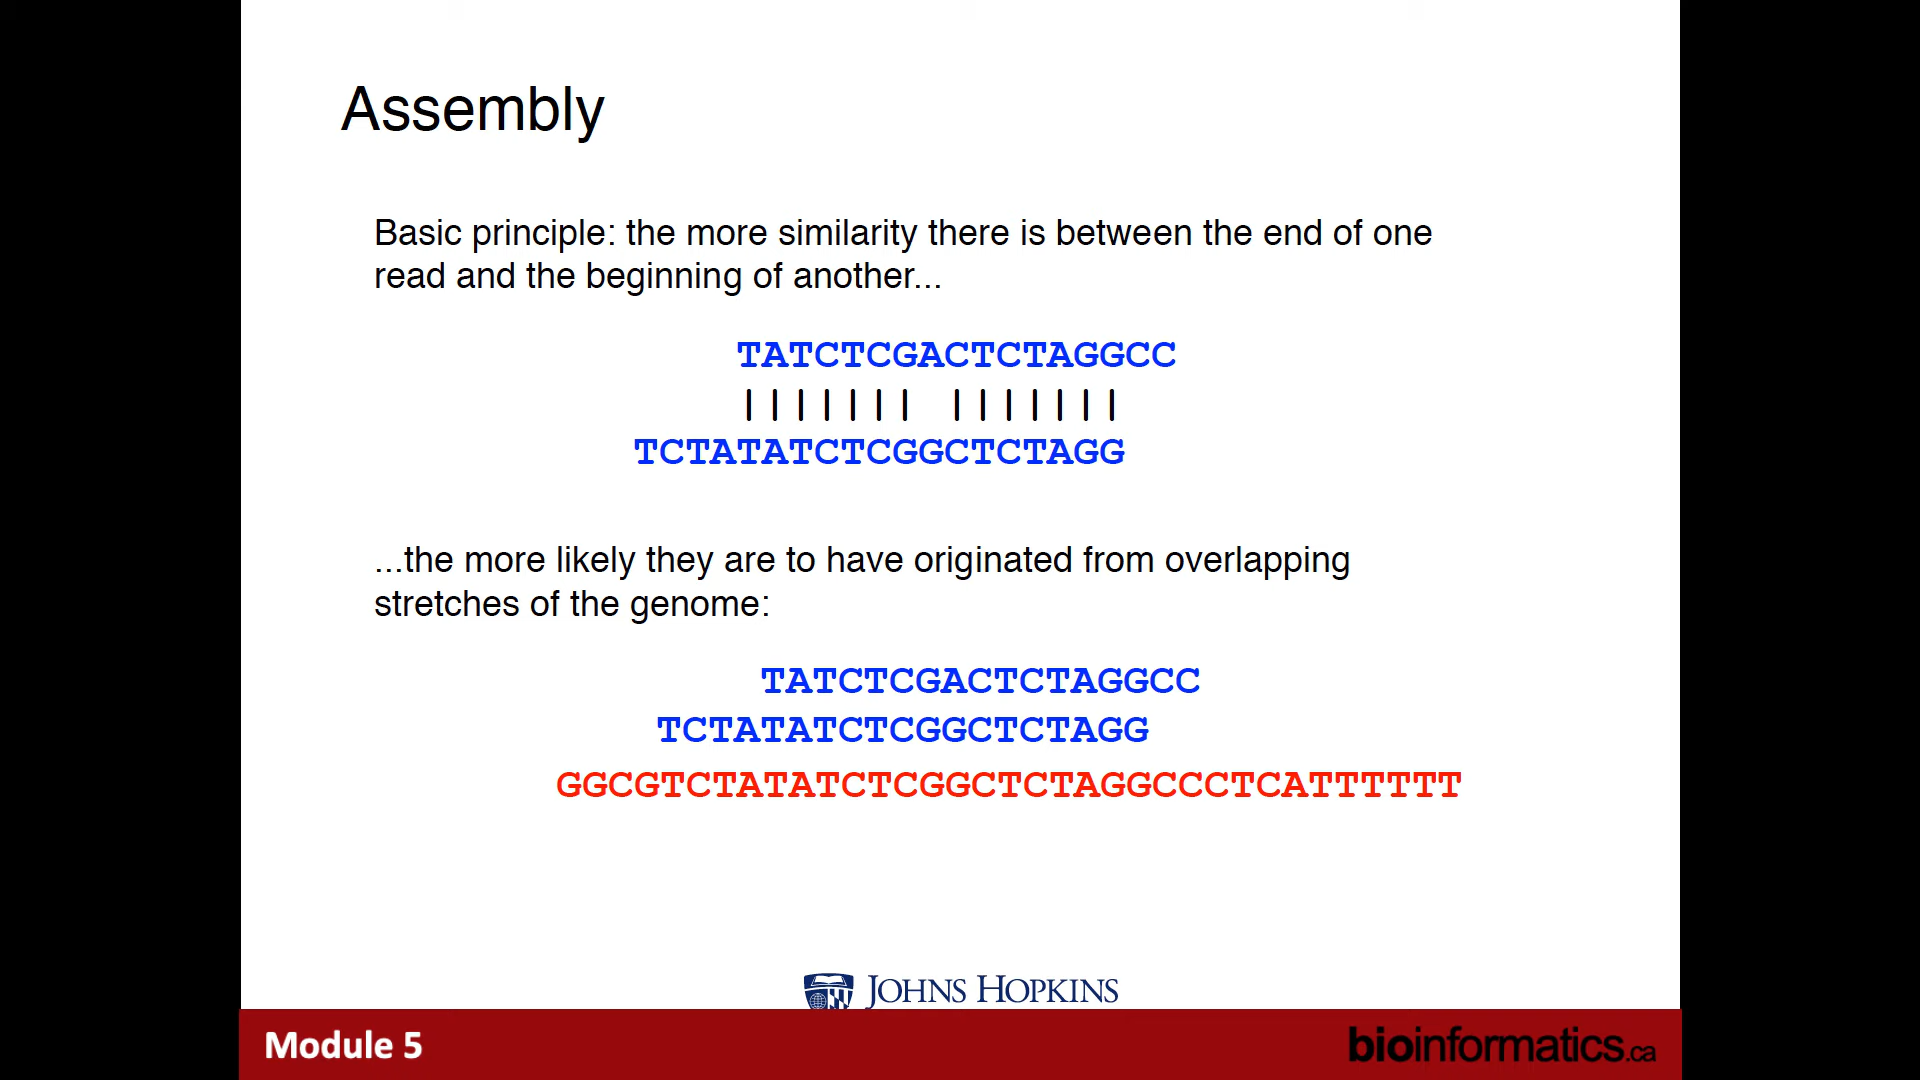 Assembly
Basic principle: the more similarity there is between the end of one
read and the beginning of another...
TATCTCGACTCTAGGCC
||||||| |||||||
TCTATATCTCGGCTCTAGG
...the more likely they are to have originated from overlapping
stretches of the genome:
TATCTCGACTCTAGGCC
TCTATATCTCGGCTCTAGG
GGCGTCTATATCTCGGCTCTAGGCCCTCATTTTTT
JOHNS HOPKINS
Module 5
bioinformatics.ca